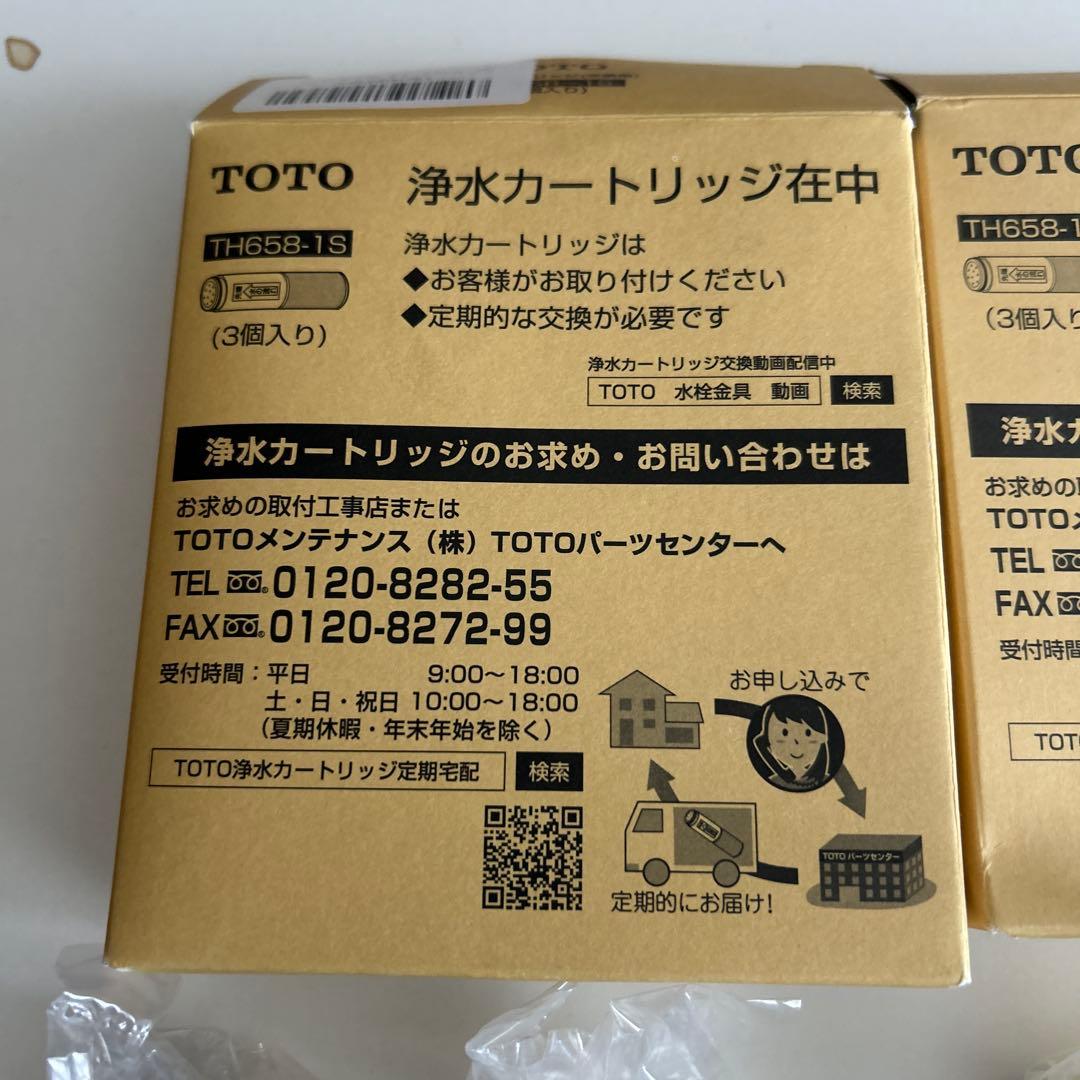 TOTO
入り)
TOTO
浄水カートリッジ在中
TH658-1S
(3個入り)
浄水カートリッジは
◆お客様がお取り付けください
◆定期的な交換が必要です
浄水カートリッジ交換動画配信中
TOTO 水栓金具 動画 検索
浄水カートリッジのお求め・お問い合わせは
お求めの取付工事店または
TOTOメンテナンス(株)TOTOパーツセンターへ
TEL 0120-8282-55
FAX 0120-8272-99
受付時間:平日 9:00~18:00
土・日・祝日 10:00~18:00
(夏期休暇・年末年始を除く)
TOTO浄水カートリッジ定期宅配 検索
お申し込みで
TOTO パーツセンター
定期的にお届け!
TOTO
TH658-1
(3個入り
浄水カ
お求めの
TOTO
TEL
FAX
受付時間
TOT